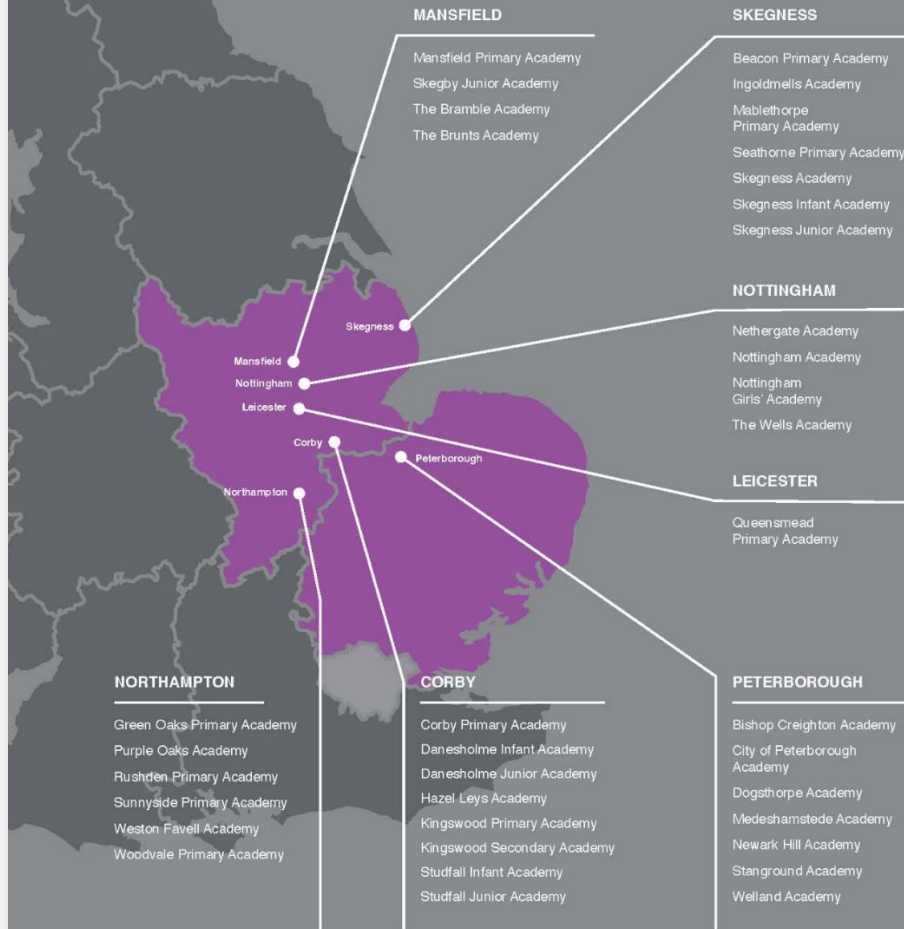 MANSFIELD
Mansfield Primary Academy
Skegby Junior Academy
The Bramble Academy
The Brunts Academy
SKEGNESS
Beacon Primary Academy
Ingoldmells Academy
Mablethorpe
Primary Academy
Seathorne Primary Academy
Skegness Academy
Skegness Infant Academy
Skegness Junior Academy
NOTTINGHAM
Nethergate Academy
Nottingham Academy
Nottingham
Girls' Academy
The Wells Academy
LEICESTER
Queensmead
Primary Academy
Skegness
Mansfield
Nottingham
Leicester
Corby
Peterborough
Northampton
NORTHAMPTON
Green Oaks Primary Academy
Purple Oaks Academy
Rushden Primary Academy
Sunnyside Primary Academy
Weston Favell Academy
Woodvale Primary Academy
CORBY
Corby Primary Academy
Danesholme Infant Academy
Danesholme Junior Academy
Hazel Leys Academy
Kingswood Primary Academy
Kingswood Secondary Academy
Studfall Infant Academy
Studfall Junior Academy
PETERBOROUGH
Bishop Creighton Academy
City of Peterborough
Academy
Dogsthorpe Academy
Medeshamstede Academy
Newark Hill Academy
Stanground Academy
Welland Academy